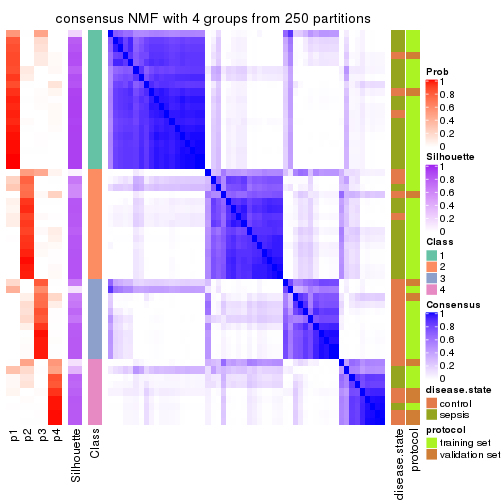 consensus NMF with 4 groups from 250 partitions
Prob
1
0.8
0.6
0.4
0.2
0
Silhouette
1
0.8
0.6
0.4
0.2
0
Class
1
2
3
4
Consensus
1
0.8
0.6
0.4
0.2
0
disease.state
control
sepsis
protocol
training set
validation set
p1
p2
p3
p4
Silhouette
Class
disease.state
protocol